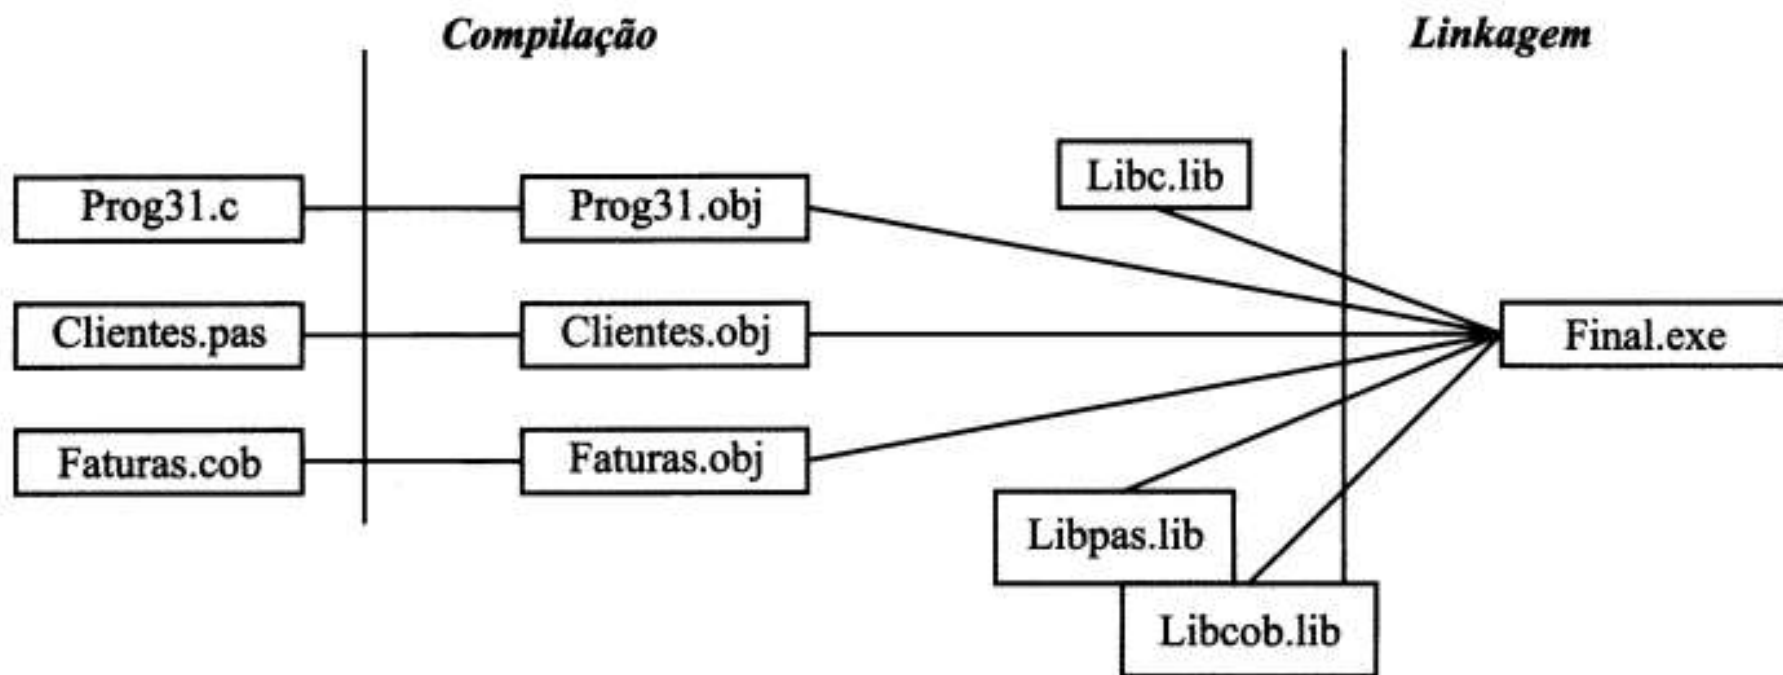 Compilação
Linkagem
Libc.lib
Prog31.c
Prog31.obj
Clientes.pas
Clientes.obj
Final.exe
Faturas.cob
Faturas.obj
Libpas.lib
Libcob.lib